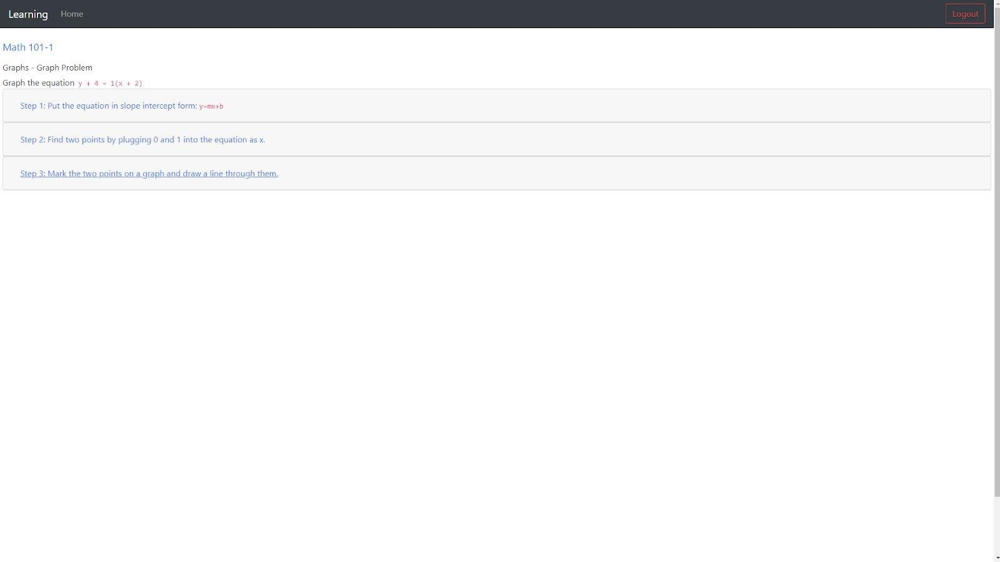 Learning Home Logout
Math 101-1
Graphs - Graph Problem
Graph the equation y + 4 = 1(x + 2)
Step 1: Put the equation in slope intercept form: y=mx+b
Step 2: Find two points by plugging 0 and 1 into the equation as x.
Step 3: Mark the two points on a graph and draw a line through them.